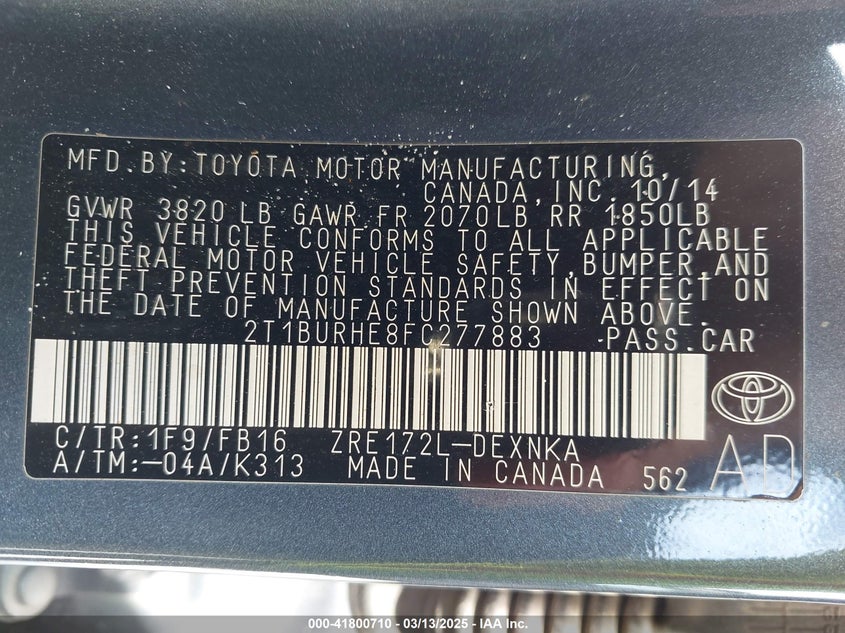 MFD.BY:TOYOTA MOTOR MANUFACTURING,
CANADA,INC. 10/14
GVWR 3820 LB GAWR FR 2070LB RR 1850LB
THIS VEHICLE CONFORMS TO ALL APPLICABLE
FEDERAL MOTOR VEHICLE SAFETY,BUMPER,AND
THEFT PREVENTION STANDARDS IN EFFECT ON
THE DATE OF MANUFACTURE SHOWN ABOVE.
2T1BURHE8FC277883 PASS.CAR
C/TR:1F9/FB16 ZRE172L-DEXNKA
A/TM:-04A/K313 MADE IN CANADA 562 AD
000-41800710 — 03/13/2025 — IAA Inc.